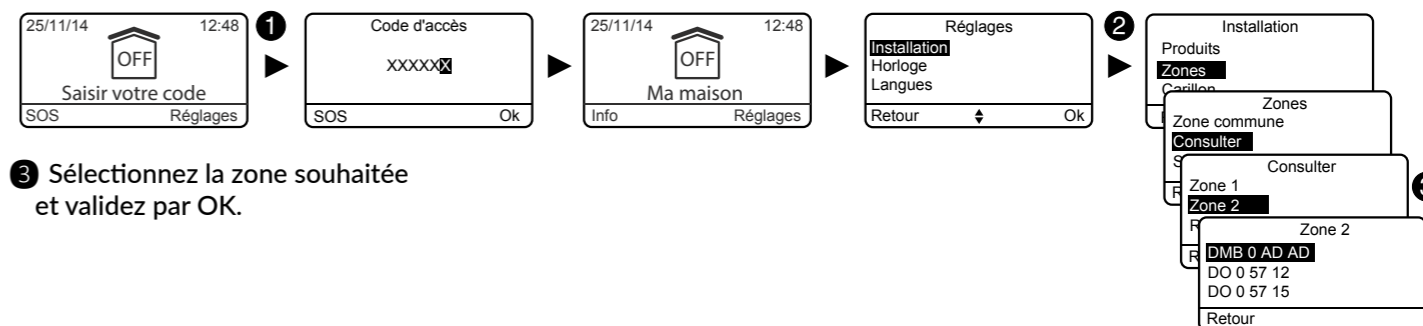 25/11/14 12:48
OFF
Saisir votre code
SOS Réglages
❶
Code d'accès
XXXXXX
SOS Ok
25/11/14 12:48
OFF
Ma maison
Info Réglages
Réglages
Installation
Horloge
Langues
Retour Ok
❷
Installation
Produits
Zones
Carillon
Zones
Zone commune
Consulter
S
R
Consulter
Zone 1
Zone 2
R
R
Zone 2
DMB 0 AD AD
DO 0 57 12
DO 0 57 15
Retour
❸ Sélectionnez la zone souhaitée
et validez par OK.